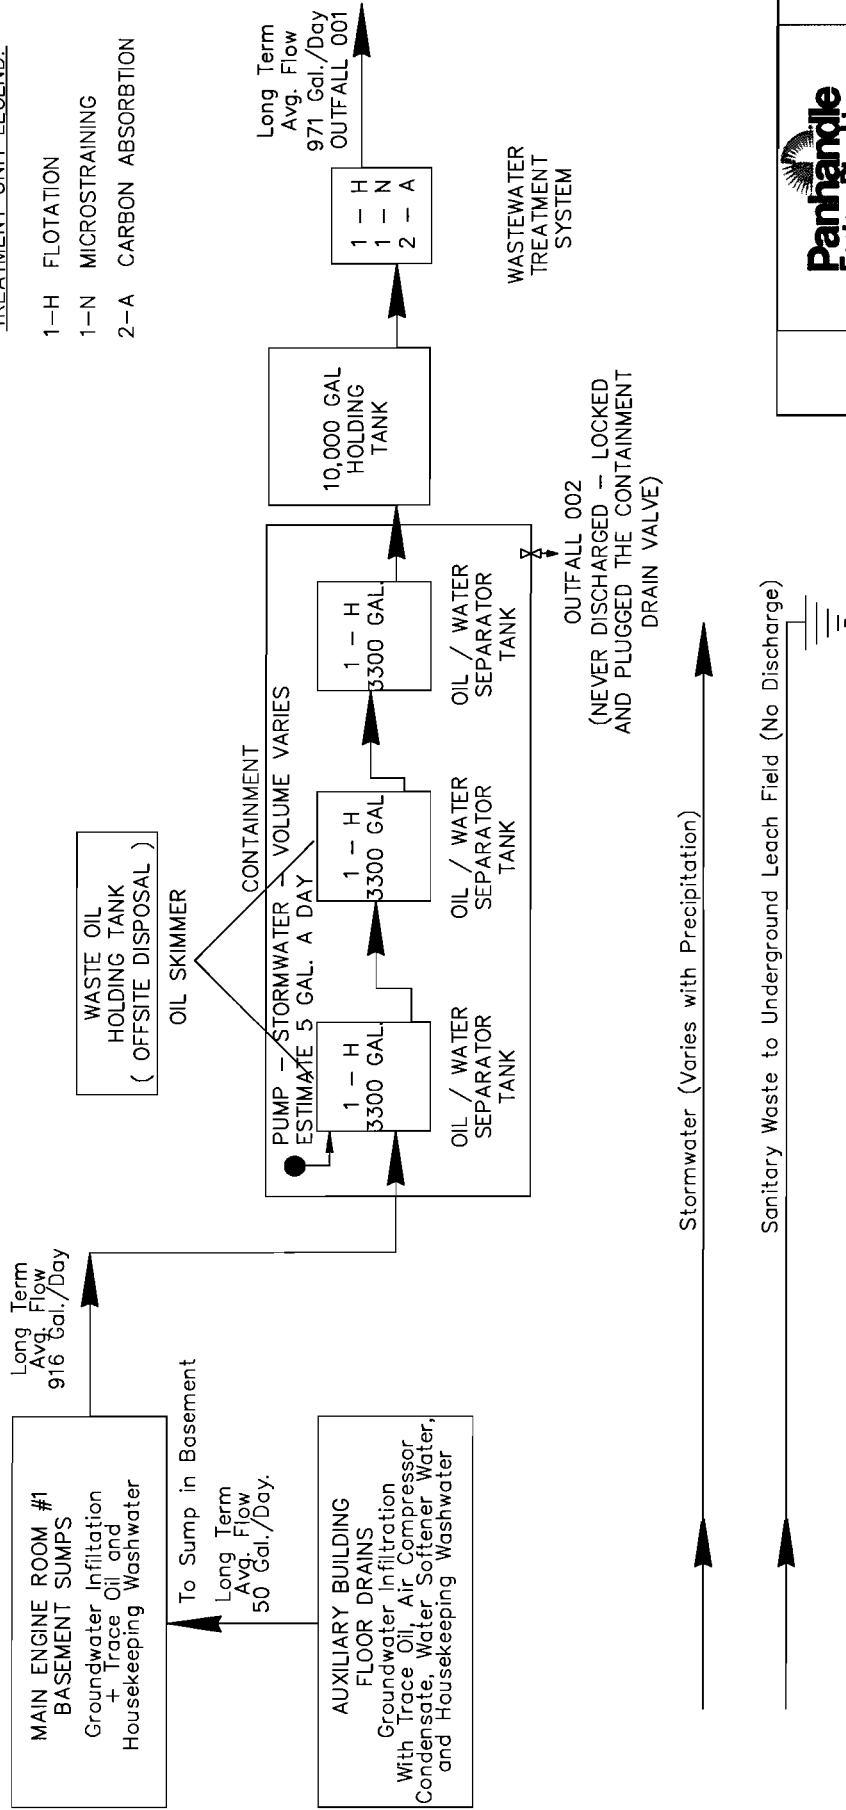 TREATMENT UNIT LEGEND:
1-H FLOTATION
1-N MICROSTRAINING
2-A CARBON ABSORBTION
MAIN ENGINE ROOM #1
BASEMENT SUMPS
Groundwater Infiltation
+ Trace Oil and
Housekeeping Washwater
Long Term
Avg. Flow
916 Gal./Day
To Sump in Basement
Long Term
Avg. Flow
50 Gal./Day.
AUXILIARY BUILDING
FLOOR DRAINS
Groundwater Infiltration
With Trace Oil, Air Compressor
Condensate, Water Softener Water,
and Housekeeping Washwater
WASTE OIL
HOLDING TANK
( OFFSITE DISPOSAL )
OIL SKIMMER
CONTAINMENT
PUMP - STORMWATER - VOLUME VARIES
ESTIMATE 5 GAL. A DAY
1 - H
3300 GAL.
OIL / WATER
SEPARATOR
TANK
1 - H
3300 GAL.
OIL / WATER
SEPARATOR
TANK
1 - H
3300 GAL.
OIL / WATER
SEPARATOR
TANK
10,000 GAL
HOLDING
TANK
1 - H
1 - N
2 - A
Long Term
Avg. Flow
971 Gal./Day
OUTFALL 001
WASTEWATER
TREATMENT
SYSTEM
OUTFALL 002
(NEVER DISCHARGED - LOCKED
AND PLUGGED THE CONTAINMENT
DRAIN VALVE)
Stormwater (Varies with Precipitation)
Sanitary Waste to Underground Leach Field (No Discharge)
Panhandle